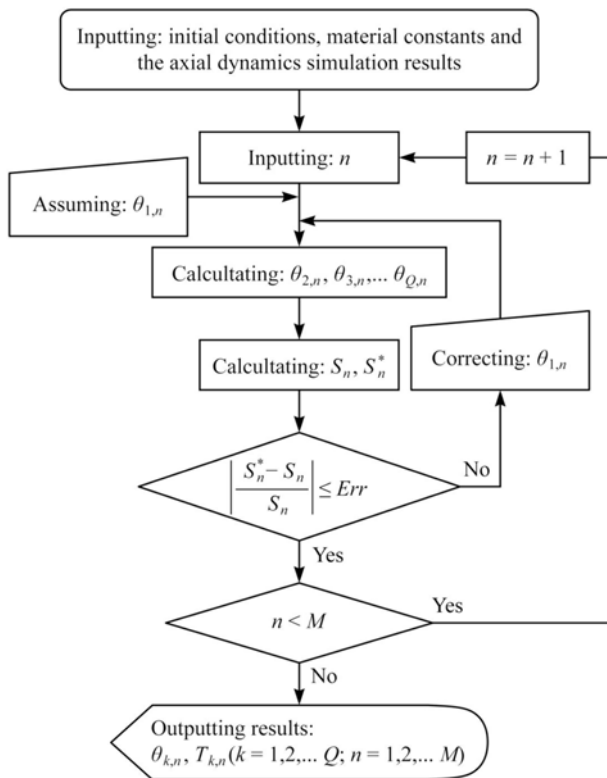 Inputting: initial conditions, material constants and
the axial dynamics simulation results
Inputting: n
n = n + 1
Assuming: θ1,n
Calcultating: θ2,n, θ3,n,... θQ,n
Calcultating: Sn, Sn*
Correcting: θ1,n
|(Sn* − Sn) / Sn| ≤ Err
No
Yes
n < M
Yes
No
Outputting results:
θk,n, Tk,n (k = 1,2,... Q; n = 1,2,... M)